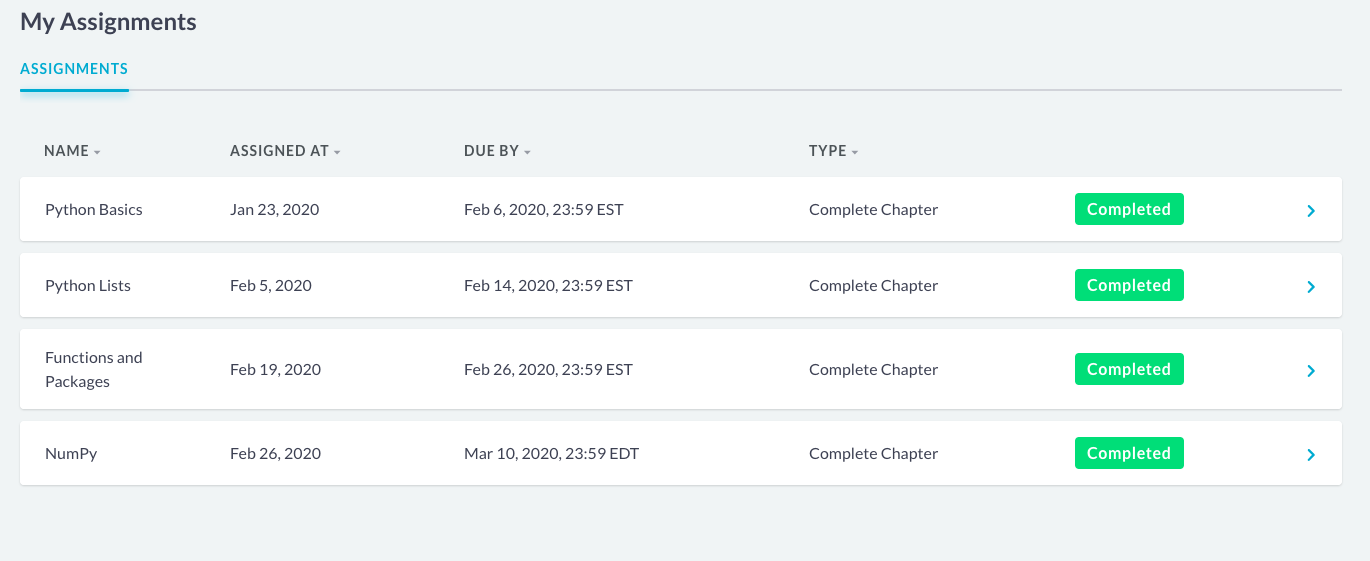 My Assignments
ASSIGNMENTS
NAME ASSIGNED AT DUE BY TYPE
Python Basics Jan 23, 2020 Feb 6, 2020, 23:59 EST Complete Chapter Completed
Python Lists Feb 5, 2020 Feb 14, 2020, 23:59 EST Complete Chapter Completed
Functions and
Packages Feb 19, 2020 Feb 26, 2020, 23:59 EST Complete Chapter Completed
NumPy Feb 26, 2020 Mar 10, 2020, 23:59 EDT Complete Chapter Completed